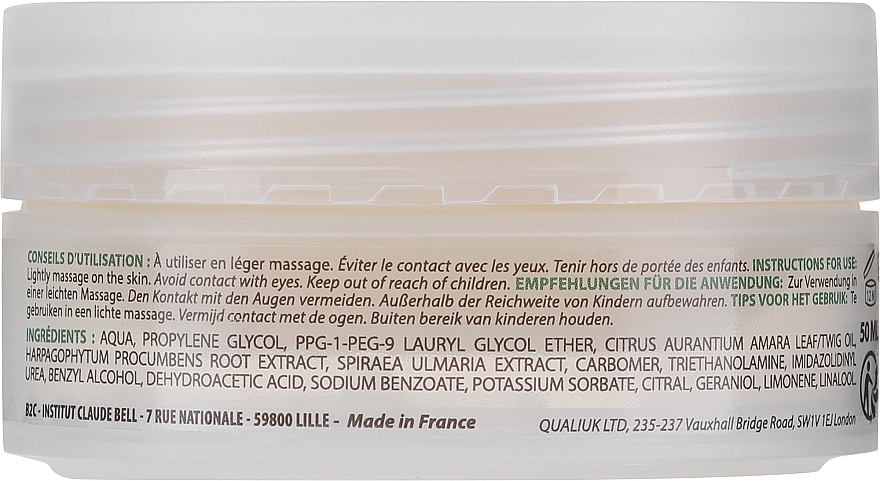 CONSEILS D'UTILISATION : À utiliser en léger massage. Éviter le contact avec les yeux. Tenir hors de portée des enfants. INSTRUCTIONS FOR USE:
Lightly massage on the skin. Avoid contact with eyes. Keep out of reach of children. EMPFEHLUNGEN FÜR DIE ANWENDUNG: Zur Verwendung in
einer leichten Massage. Den Kontakt mit den Augen vermeiden. Außerhalb der Reichweite von Kindern aufbewahren. TIPS VOOR HET GEBRUIK: Te
gebruiken in een lichte massage. Vermijd contact met de ogen. Buiten bereik van kinderen houden.
INGRÉDIENTS : AQUA, PROPYLENE GLYCOL, PPG-1-PEG-9 LAURYL GLYCOL ETHER, CITRUS AURANTIUM AMARA LEAF/TWIG OIL,
HARPAGOPHYTUM PROCUMBENS ROOT EXTRACT, SPIRAEA ULMARIA EXTRACT, CARBOMER, TRIETHANOLAMINE, IMIDAZOLIDINYL
UREA, BENZYL ALCOHOL, DEHYDROACETIC ACID, SODIUM BENZOATE, POTASSIUM SORBATE, CITRAL, GERANIOL, LIMONENE, LINALOOL
B2C - INSTITUT CLAUDE BELL - 7 RUE NATIONALE - 59800 LILLE - Made in France
QUALIUK LTD, 235-237 Vauxhall Bridge Road, SW1V 1EJ London
12 M
50 ML